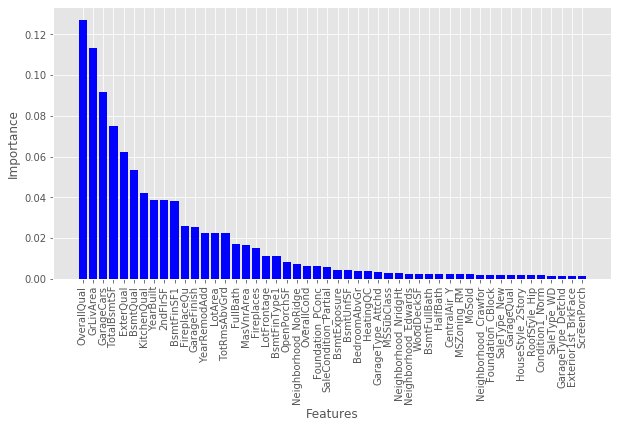 0.12
0.10
0.08
0.06
0.04
0.02
0.00
Importance
OverallQual
GrLivArea
GarageCars
TotalBsmtSF
ExterQual
BsmtQual
KitchenQual
YearBuilt
2ndFlrSF
BsmtFinSF1
FireplaceQu
GarageFinish
YearRemodAdd
LotArea
TotRmsAbvGrd
FullBath
MasVnrArea
Fireplaces
LotFrontage
BsmtFinType1
OpenPorchSF
Neighborhood_NoRidge
OverallCond
Foundation_PConc
SaleCondition_Partial
BsmtExposure
BsmtUnfSF
BedroomAbvGr
HeatingQC
GarageType_Attchd
MSSubClass
Neighborhood_NridgHt
Neighborhood_Edwards
WoodDeckSF
BsmtFullBath
HalfBath
CentralAir_Y
MSZoning_RM
MoSold
Neighborhood_Crawfor
Foundation_CBlock
SaleType_New
GarageQual
HouseStyle_2Story
RoofStyle_Hip
Condition1_Norm
SaleType_WD
GarageType_Detchd
Exterior1st_BrkFace
ScreenPorch
Features